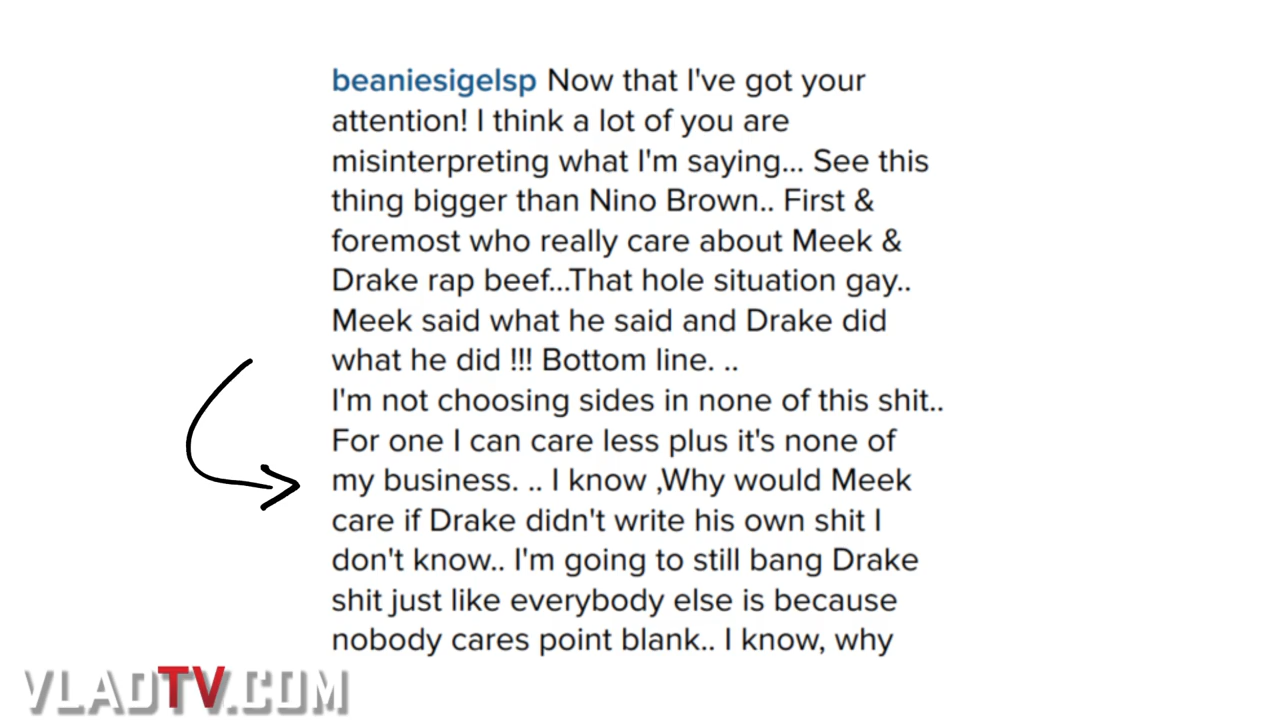 beaniesigelsp Now that I've got your
attention! I think a lot of you are
misinterpreting what I'm saying... See this
thing bigger than Nino Brown.. First &
foremost who really care about Meek &
Drake rap beef...That hole situation gay..
Meek said what he said and Drake did
what he did !!! Bottom line. ..
I'm not choosing sides in none of this shit..
For one I can care less plus it's none of
my business. .. I know ,Why would Meek
care if Drake didn't write his own shit I
don't know.. I'm going to still bang Drake
shit just like everybody else is because
nobody cares point blank.. I know, why
VLADTV.COM